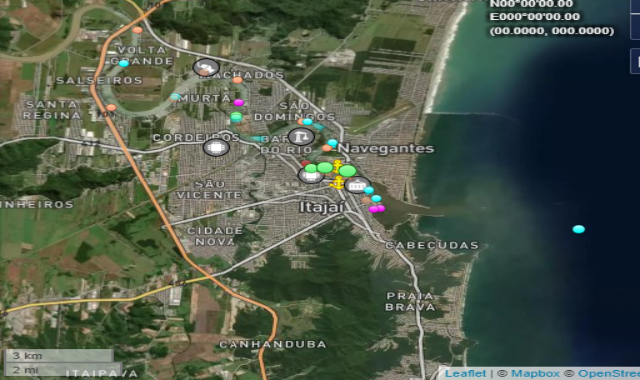 N00°00'00.00
E000°00'00.00
(00.0000, 000.0000)
VOLTA
GRANDE
MACHADOS
SALSEIROS
MURTA
SANTA
REGINA
SÃO
DOMINGOS
CORDEIROS
DO RIO
Navegantes
SÃO
VICENTE
NHEIROS
Itajaí
CIDADE
NOVA
CABEÇUDAS
PRAIA
BRAVA
CANHANDUBA
3 km
2 mi
ITAIPAVA
Leaflet | © Mapbox © OpenStre